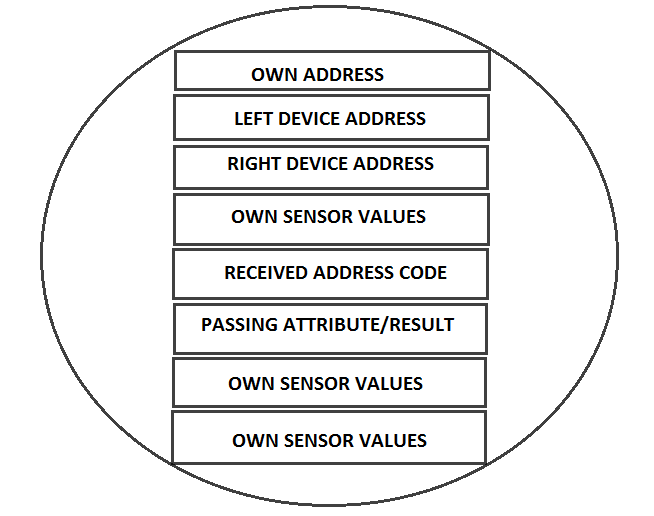 OWN ADDRESS
LEFT DEVICE ADDRESS
RIGHT DEVICE ADDRESS
OWN SENSOR VALUES
RECEIVED ADDRESS CODE
PASSING ATTRIBUTE/RESULT
OWN SENSOR VALUES
OWN SENSOR VALUES